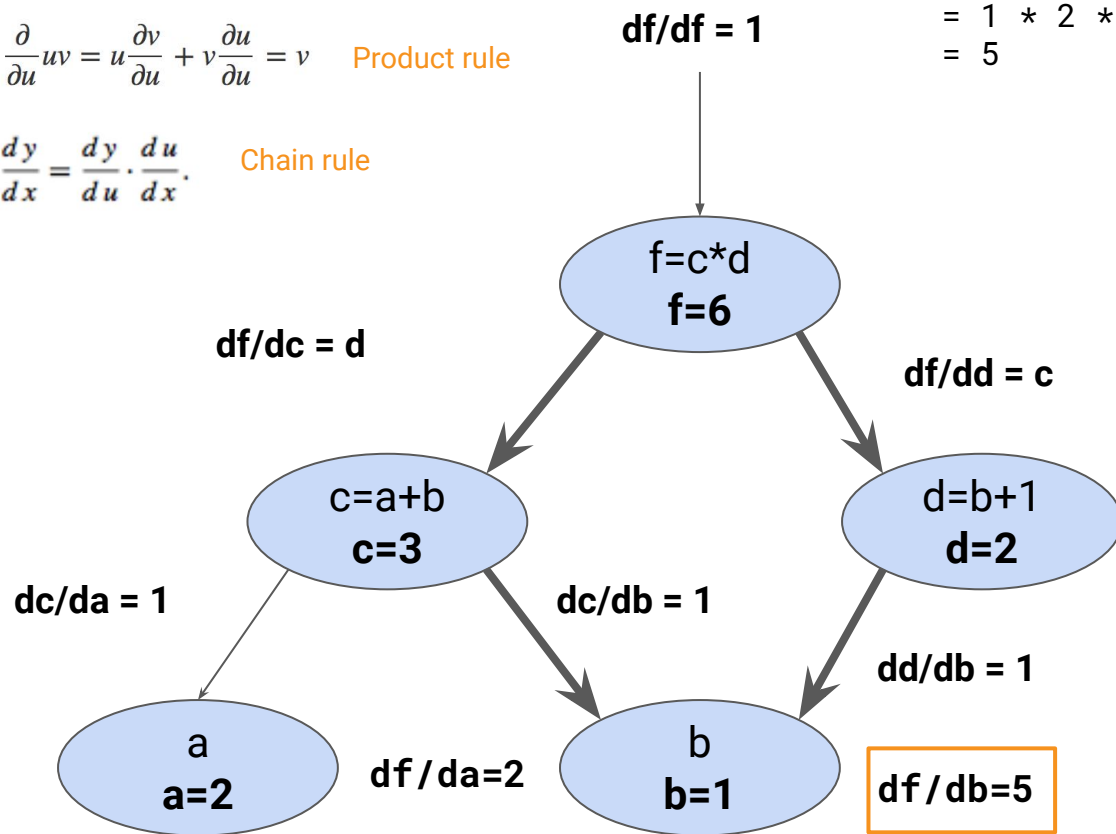 ∂/∂u uv = u ∂v/∂u + v ∂u/∂u = v
Product rule
dy/dx = dy/du · du/dx.
Chain rule
df/df = 1
= 1 * 2 *
= 5
f=c*d
f=6
df/dc = d
df/dd = c
c=a+b
c=3
d=b+1
d=2
dc/da = 1
dc/db = 1
dd/db = 1
a
a=2
df/da=2
b
b=1
df/db=5